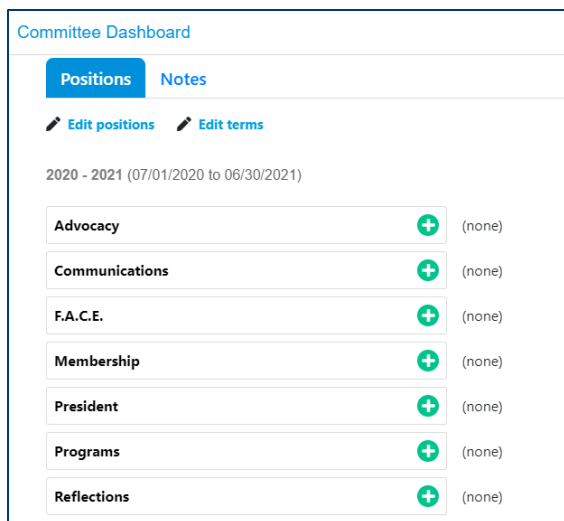 Committee Dashboard
Positions Notes
Edit positions Edit terms
2020 - 2021 (07/01/2020 to 06/30/2021)
Advocacy (none)
Communications (none)
F.A.C.E. (none)
Membership (none)
President (none)
Programs (none)
Reflections (none)